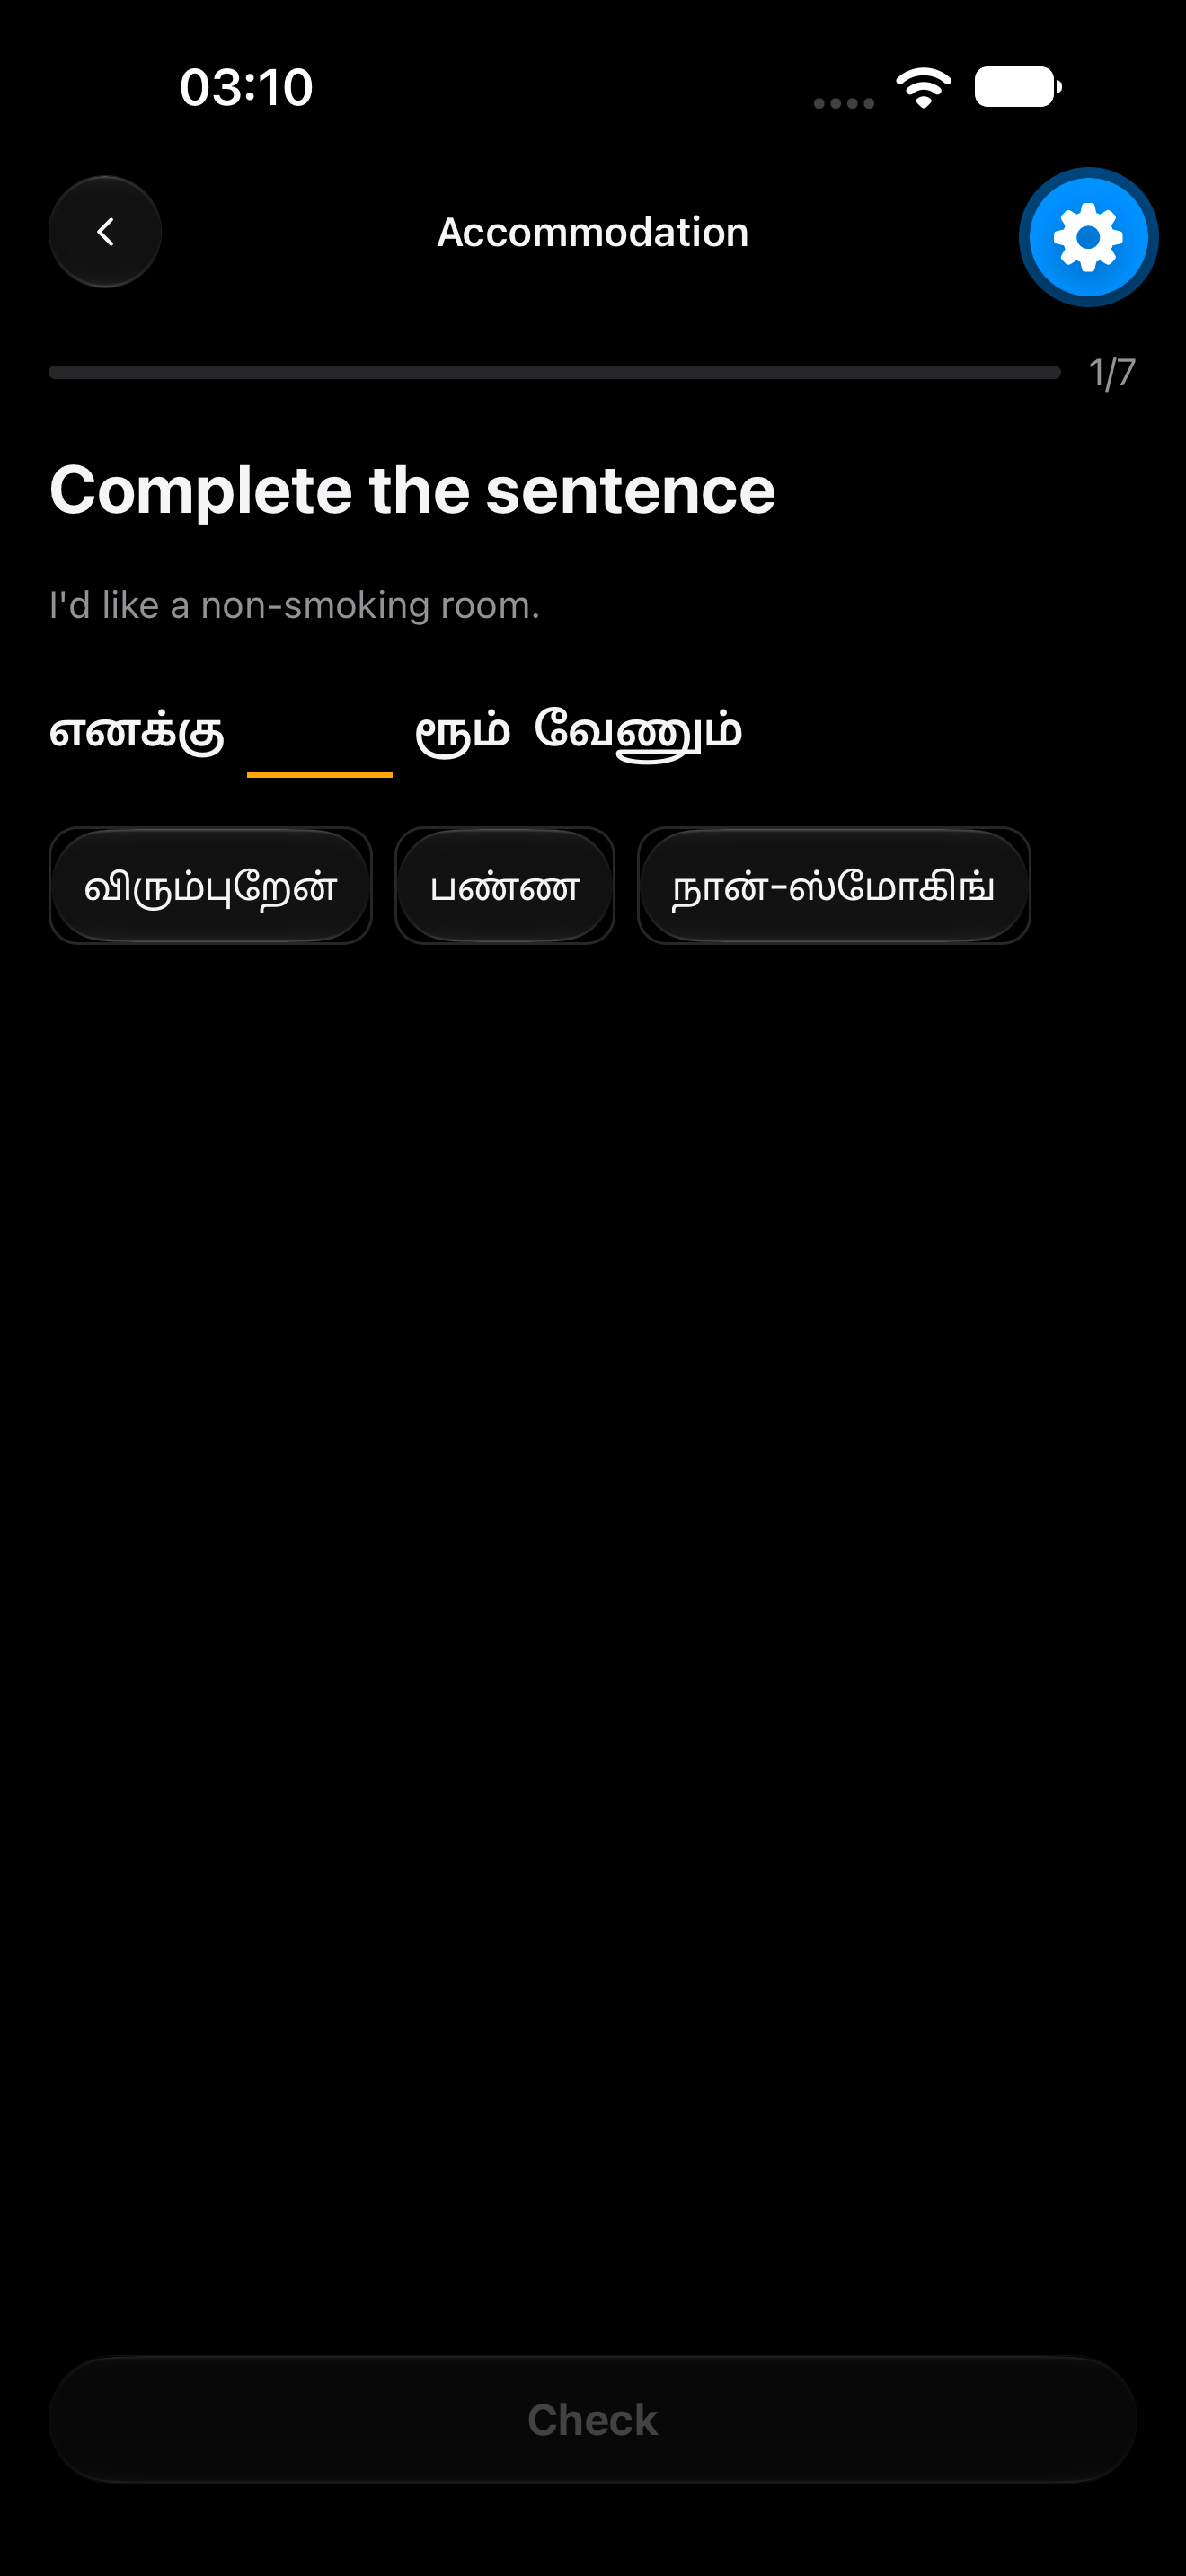 03:10
Accommodation
1/7
Complete the sentence
I'd like a non-smoking room.
எனக்கு ரூம் வேணும்
விரும்புறேன் பண்ண நான்-ஸ்மோகிங்
Check